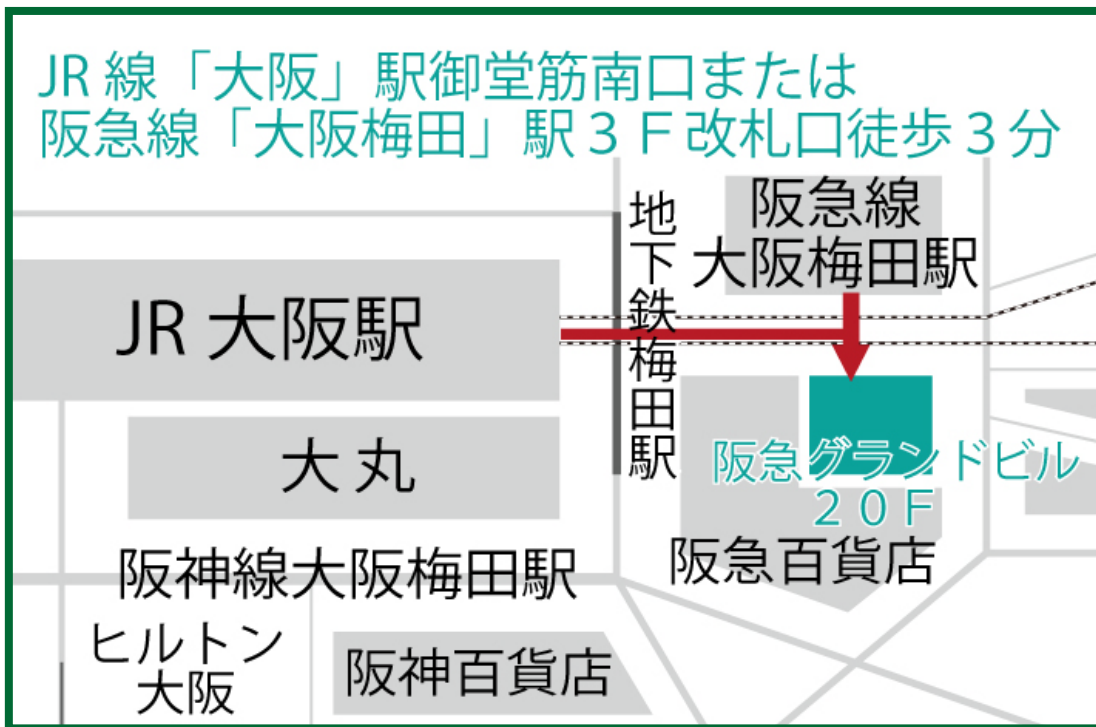 JR線「大阪」駅御堂筋南口または
阪急線「大阪梅田」駅3F改札口徒歩3分
地下鉄梅田駅
阪急線
大阪梅田駅
JR大阪駅
大丸
阪急グランドビル
20F
阪急百貨店
阪神線大阪梅田駅
ヒルトン
大阪
阪神百貨店